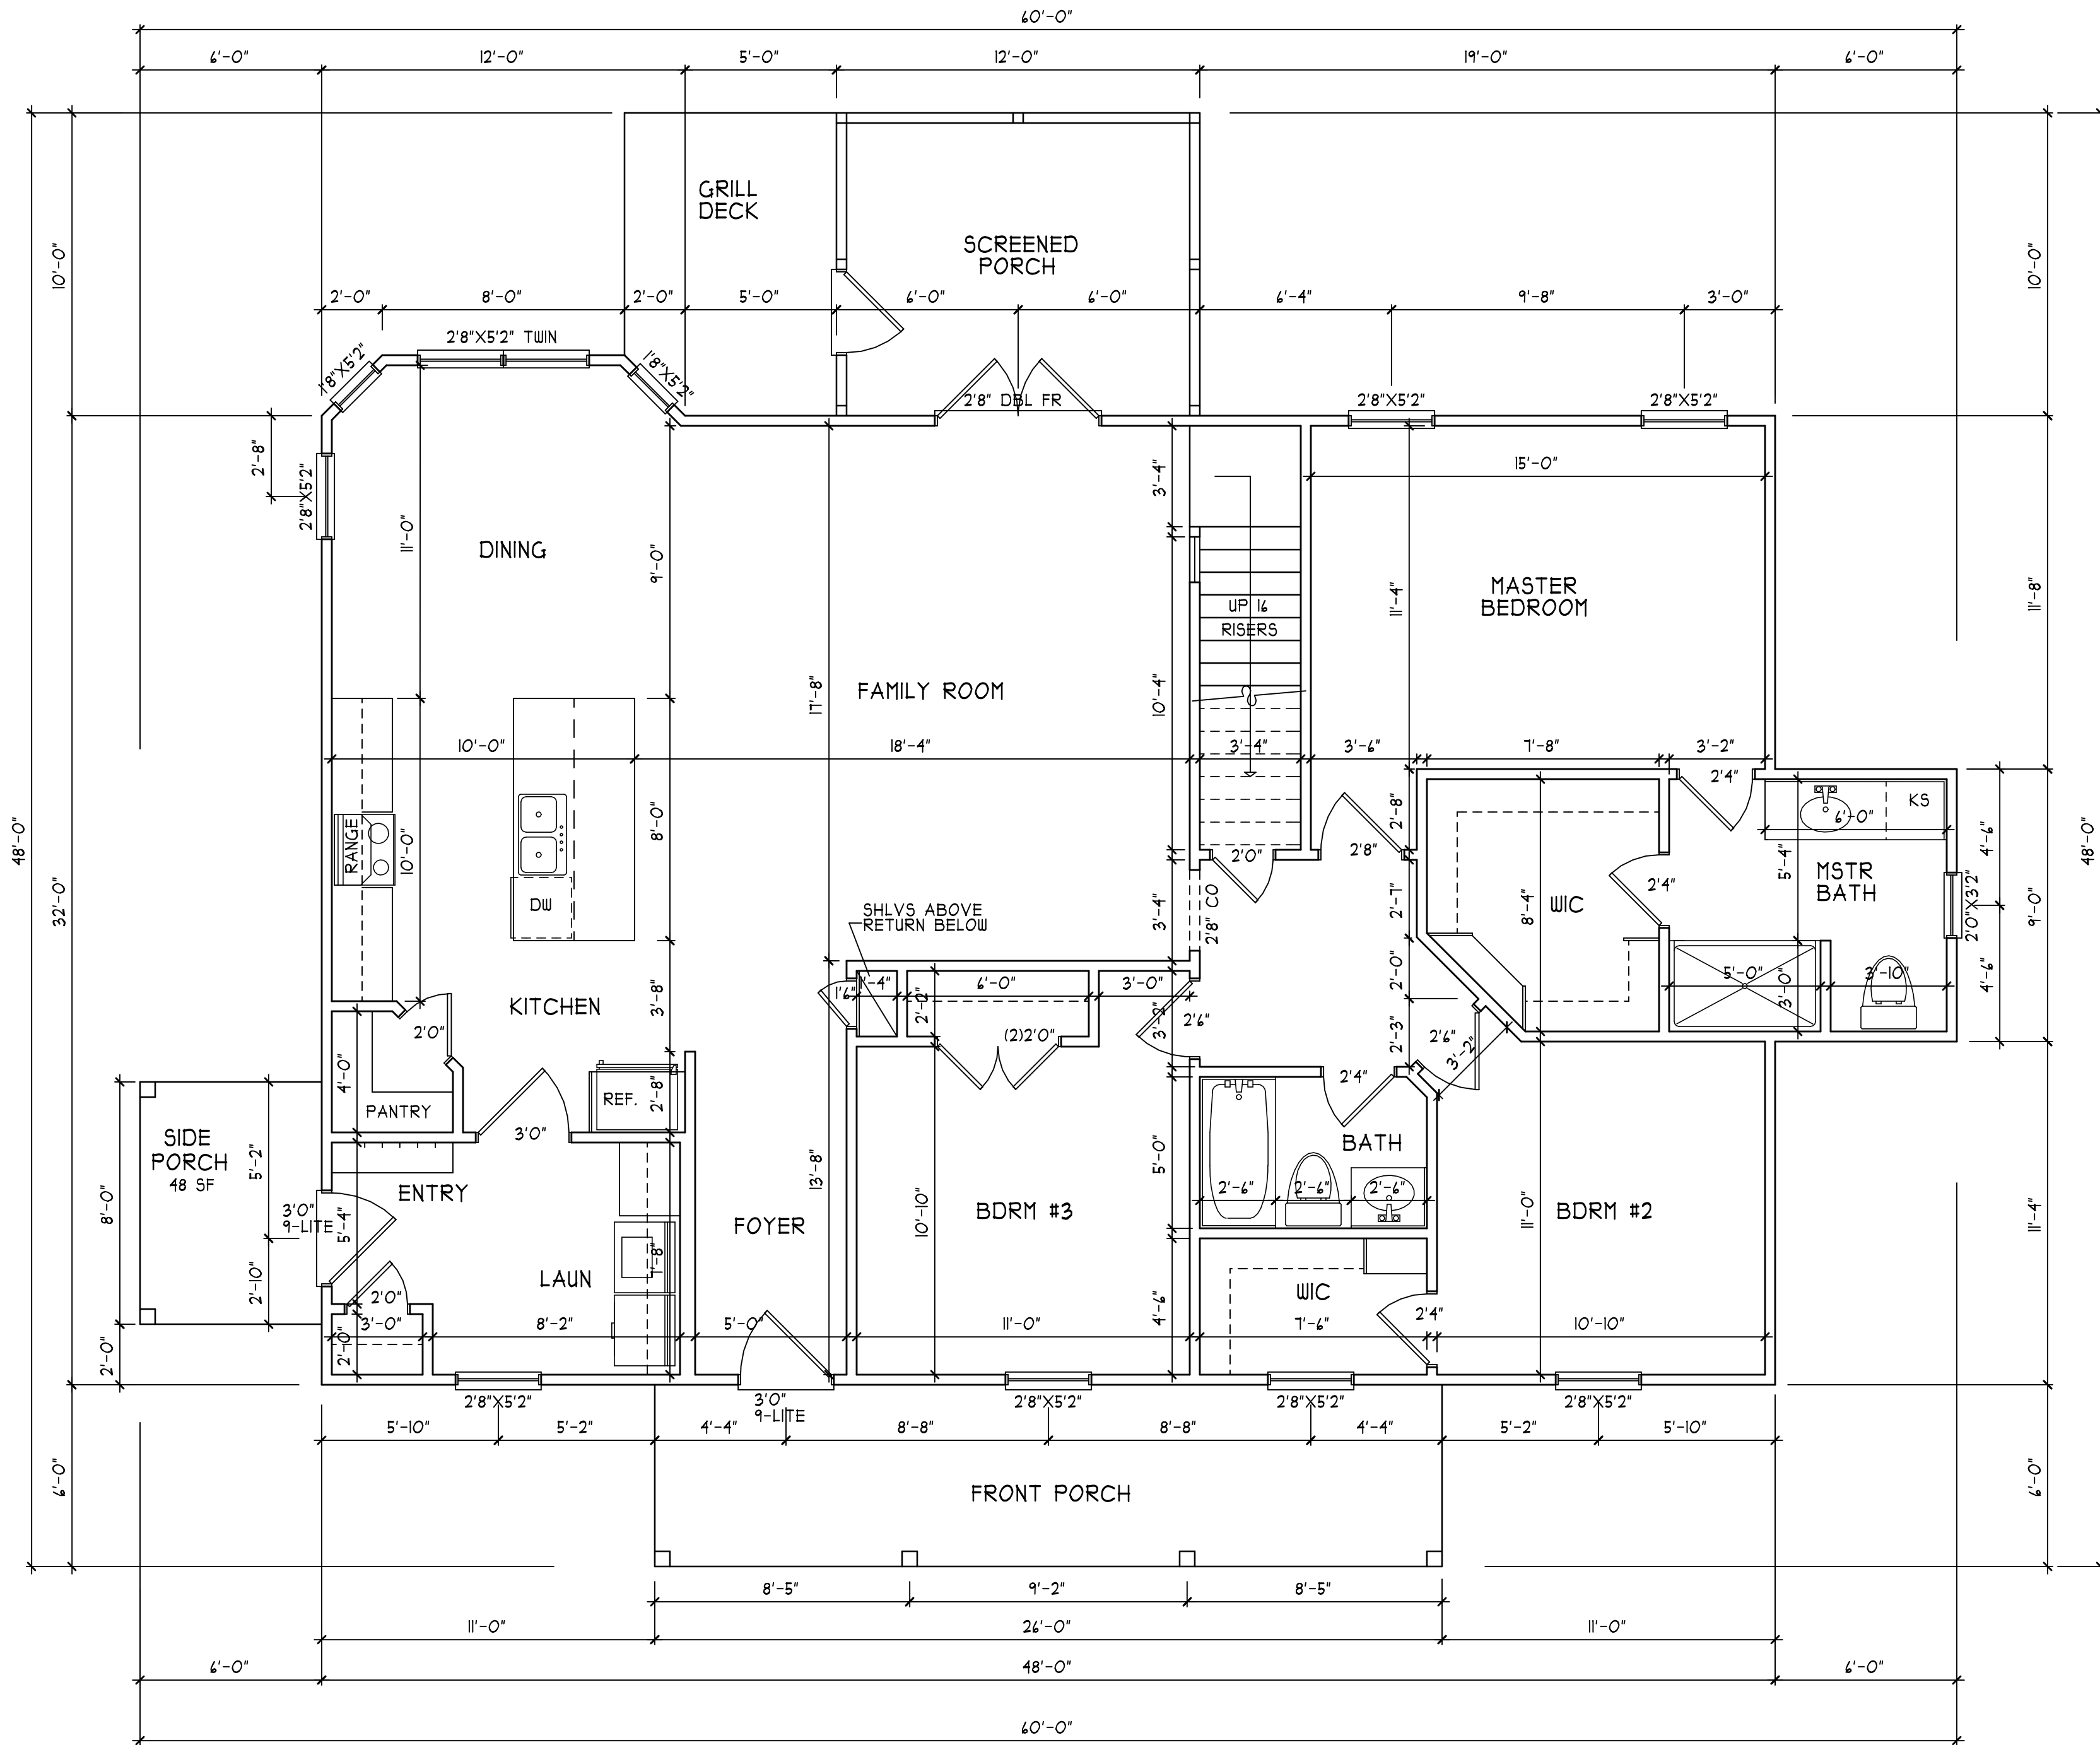 60'-0"
6'-0" 12'-0" 5'-0" 12'-0" 19'-0" 6'-0"
GRILL
DECK
SCREENED
PORCH
10'-0"
10'-0"
2'-0" 8'-0" 2'-0" 5'-0" 6'-0" 6'-0" 6'-4" 9'-8" 3'-0"
2'8"X5'2" TWIN
1'8"X5'2"
1'8"X5'2"
2'8" DBL FR
2'8"X5'2"
2'8"X5'2"
2'-8"
2'8"X5'2"
3'-4"
15'-0"
11'-0"
DINING
9'-0"
MASTER
BEDROOM
11'-4"
11'-8"
UP 16
RISERS
FAMILY ROOM
17'-8"
10'-4"
10'-0" 18'-4" 3'-4" 3'-6" 7'-8" 3'-2"
2'4"
KS
6'-0"
48'-0"
48'-0"
32'-0"
RANGE
10'-0"
8'-0"
2'0"
2'8"
2'-8"
5'-4"
4'-6"
MSTR
BATH
2'4"
WIC
8'-4"
DW
SHLVS ABOVE
RETURN BELOW
3'-4"
2'8" CO
2'-7"
2'0"X3'2"
9'-0"
4'-6"
KITCHEN
3'-8"
1'6"
1'-4"
2'-2"
6'-0"
3'-0"
2'-0"
5'-0"
3'-0"
3'-10"
2'0"
(2)2'0"
3'-2"
2'6"
2'-3"
2'6"
3'-2"
4'-0"
PANTRY
REF.
2'-8"
2'4"
3'0"
BATH
SIDE
PORCH
48 SF
5'-2"
8'-0"
ENTRY
13'-8"
5'-0"
2'-6" 2'-6" 2'-6"
3'0"
9-LITE
5'-4"
FOYER
BDRM #3
10'-10"
BDRM #2
11'-0"
11'-4"
2'-10"
LAUN
7'-8"
2'0"
WIC
4'-6"
2'4"
2'-0"
2'-0"
3'-0" 8'-2" 5'-0" 11'-0" 7'-6" 10'-10"
2'8"X5'2"
3'0"
9-LITE
2'8"X5'2"
2'8"X5'2"
2'8"X5'2"
5'-10" 5'-2" 4'-4" 8'-8" 8'-8" 4'-4" 5'-2" 5'-10"
6'-0"
FRONT PORCH
6'-0"
8'-5" 9'-2" 8'-5"
11'-0" 26'-0" 11'-0"
6'-0" 48'-0" 6'-0"
60'-0"